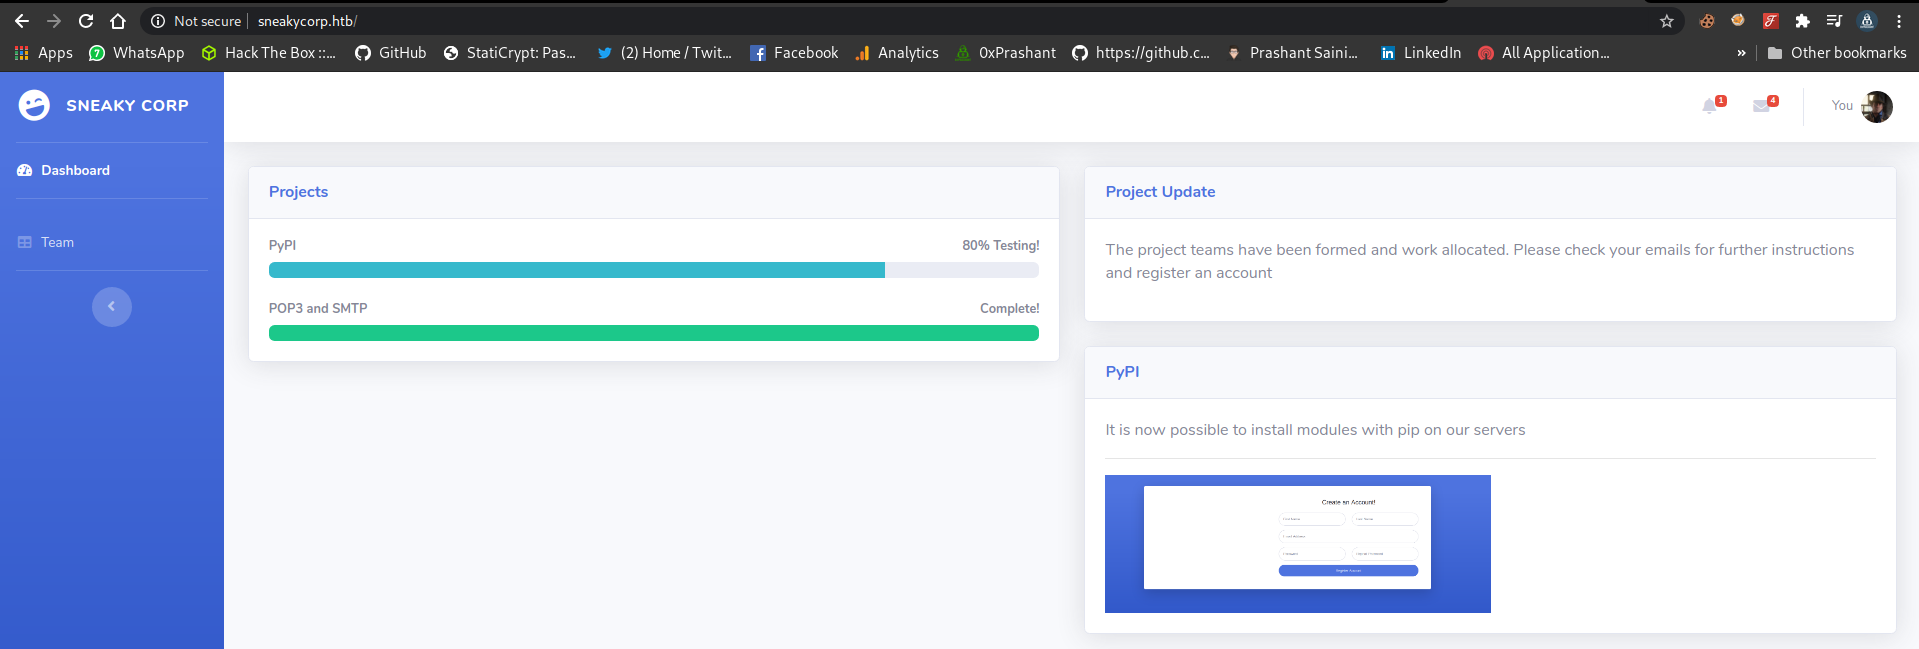 Not secure sneakycorp.htb/
Apps WhatsApp Hack The Box ::... GitHub StatiCrypt: Pas... (2) Home / Twit... Facebook Analytics 0xPrashant https://github.c... Prashant Saini... LinkedIn All Application... » Other bookmarks
SNEAKY CORP
1 4 You
Dashboard
Team
Projects
PyPI 80% Testing!
POP3 and SMTP Complete!
Project Update
The project teams have been formed and work allocated. Please check your emails for further instructions
and register an account
PyPI
It is now possible to install modules with pip on our servers
Create an Account!
Register Account